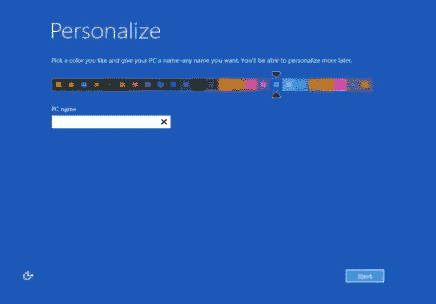 Personalize
Pick a color you like and give your PC a name-any name you want. You'll be able to personalize more later.
PC name